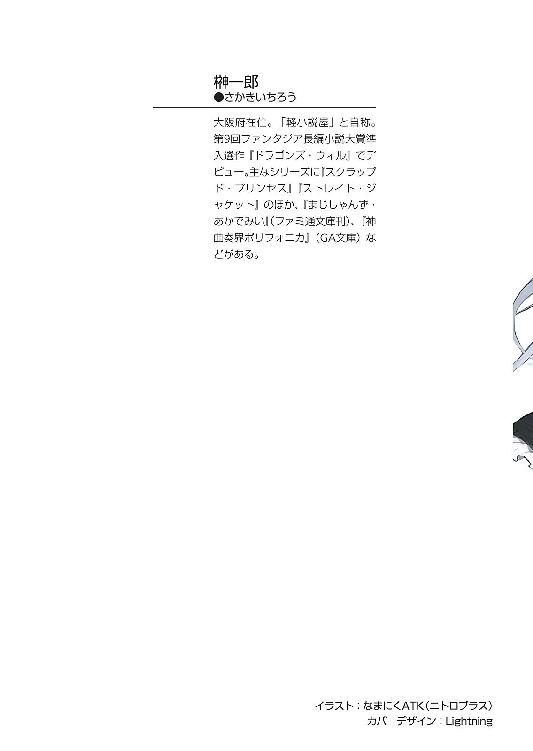 榊一郎
●さかきいちろう
大阪府在住。「軽小説屋」と自称。
第9回ファンタジア長編小説大賞準
入選作『ドラゴンズ・ウィル』でデ
ビュー。主なシリーズに『スクラップ
ド・プリンセス』『ストレイト・ジ
ャケット』のほか、『まじしゃんず・
あかでみい』(ファミ通文庫刊)、『神
曲奏界ポリフォニカ』(GA文庫)な
どがある。
イラスト：なまにくATK(ニトロプラス)
カバーデザイン：Lightning